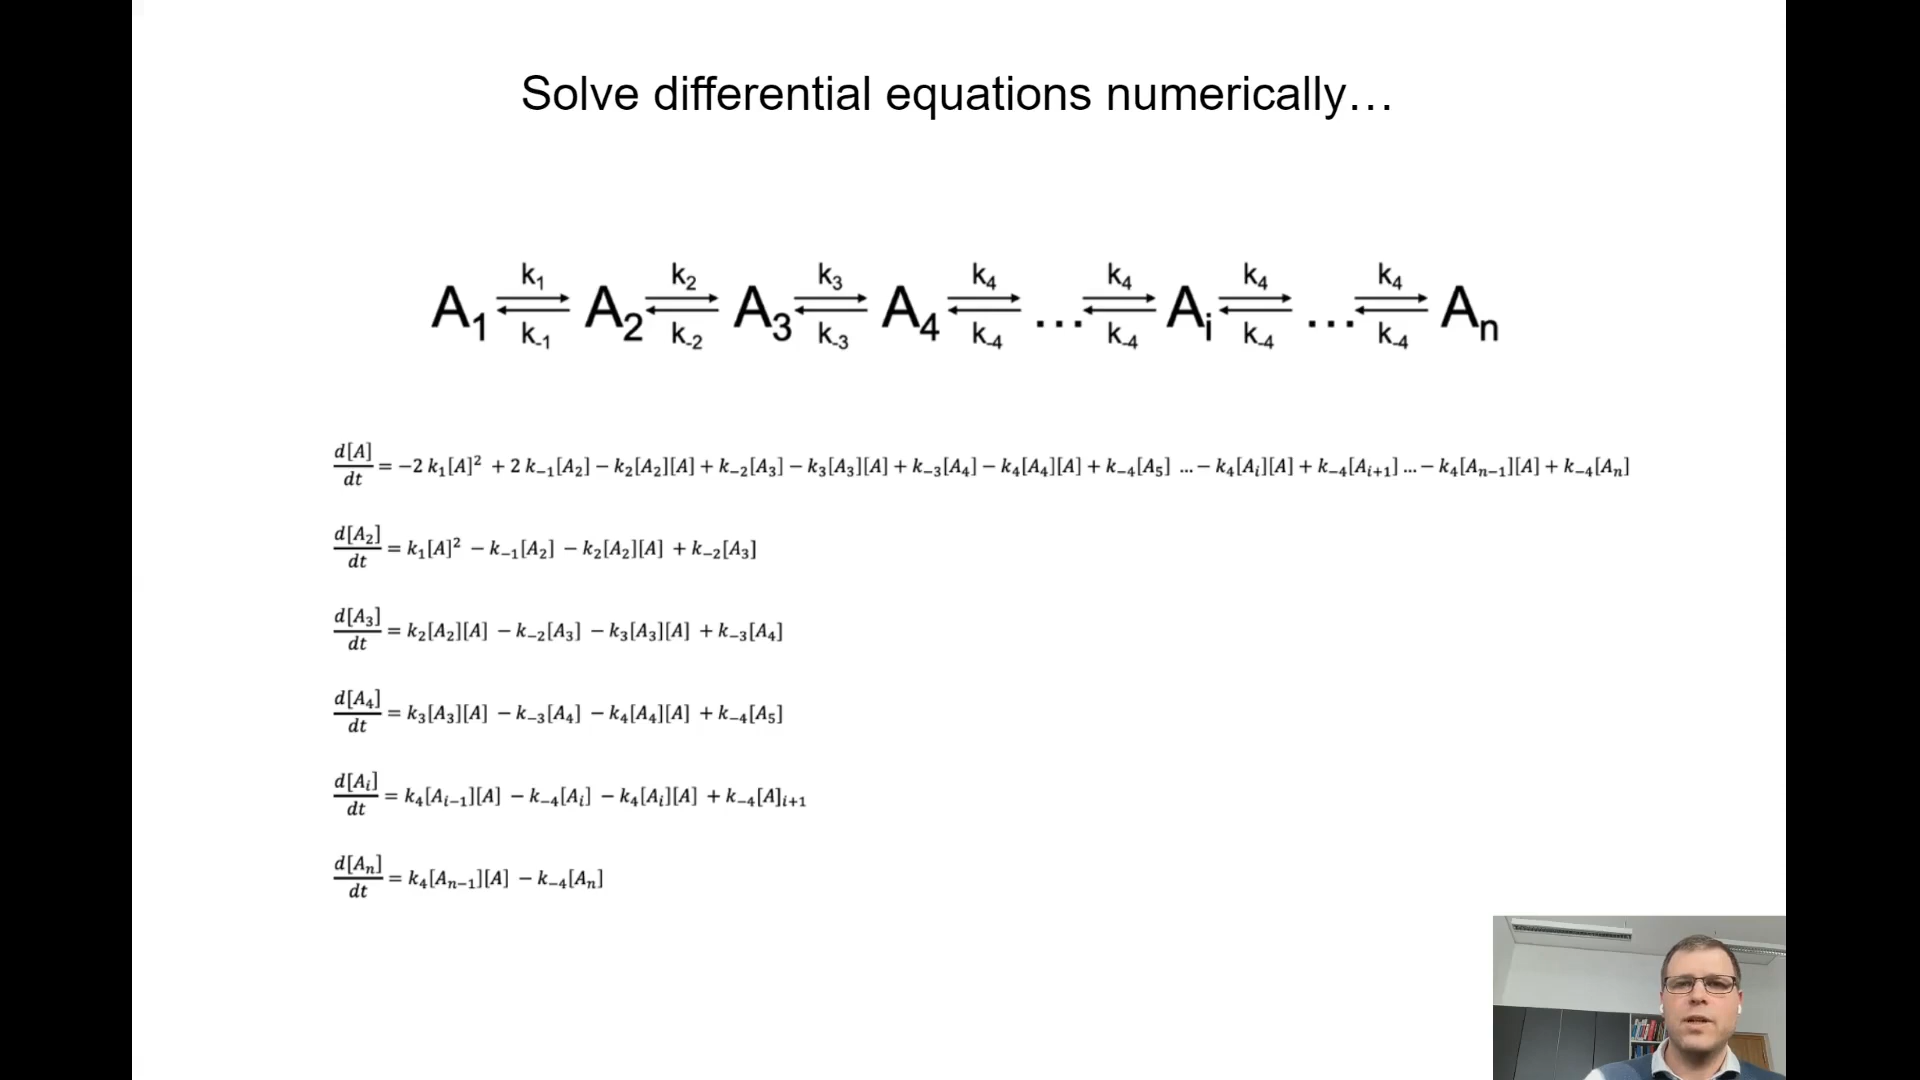 Solve differential equations numerically…
k₁ k₂ k₃ k₄ k₄ k₄ k₄
A₁ ⇌ A₂ ⇌ A₃ ⇌ A₄ ⇌ … ⇌ Aᵢ ⇌ … ⇌ Aₙ
k₋₁ k₋₂ k₋₃ k₋₄ k₋₄ k₋₄ k₋₄
d[A]/dt = −2 k₁[A]² + 2 k₋₁[A₂] − k₂[A₂][A] + k₋₂[A₃] − k₃[A₃][A] + k₋₃[A₄] − k₄[A₄][A] + k₋₄[A₅] … − k₄[Aᵢ][A] + k₋₄[Aᵢ₊₁] … − k₄[Aₙ₋₁][A] + k₋₄[Aₙ]
d[A₂]/dt = k₁[A]² − k₋₁[A₂] − k₂[A₂][A] + k₋₂[A₃]
d[A₃]/dt = k₂[A₂][A] − k₋₂[A₃] − k₃[A₃][A] + k₋₃[A₄]
d[A₄]/dt = k₃[A₃][A] − k₋₃[A₄] − k₄[A₄][A] + k₋₄[A₅]
d[Aᵢ]/dt = k₄[Aᵢ₋₁][A] − k₋₄[Aᵢ] − k₄[Aᵢ][A] + k₋₄[A]ᵢ₊₁
d[Aₙ]/dt = k₄[Aₙ₋₁][A] − k₋₄[Aₙ]